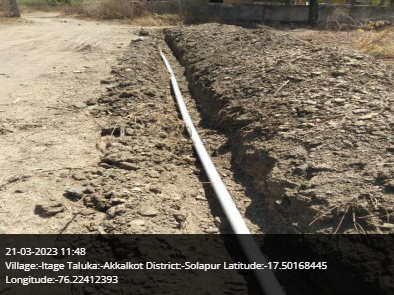 21-03-2023 11:48
Village:-Itage Taluka:-Akkalkot District:-Solapur Latitude:-17.50168445
Longitude:-76.22412393